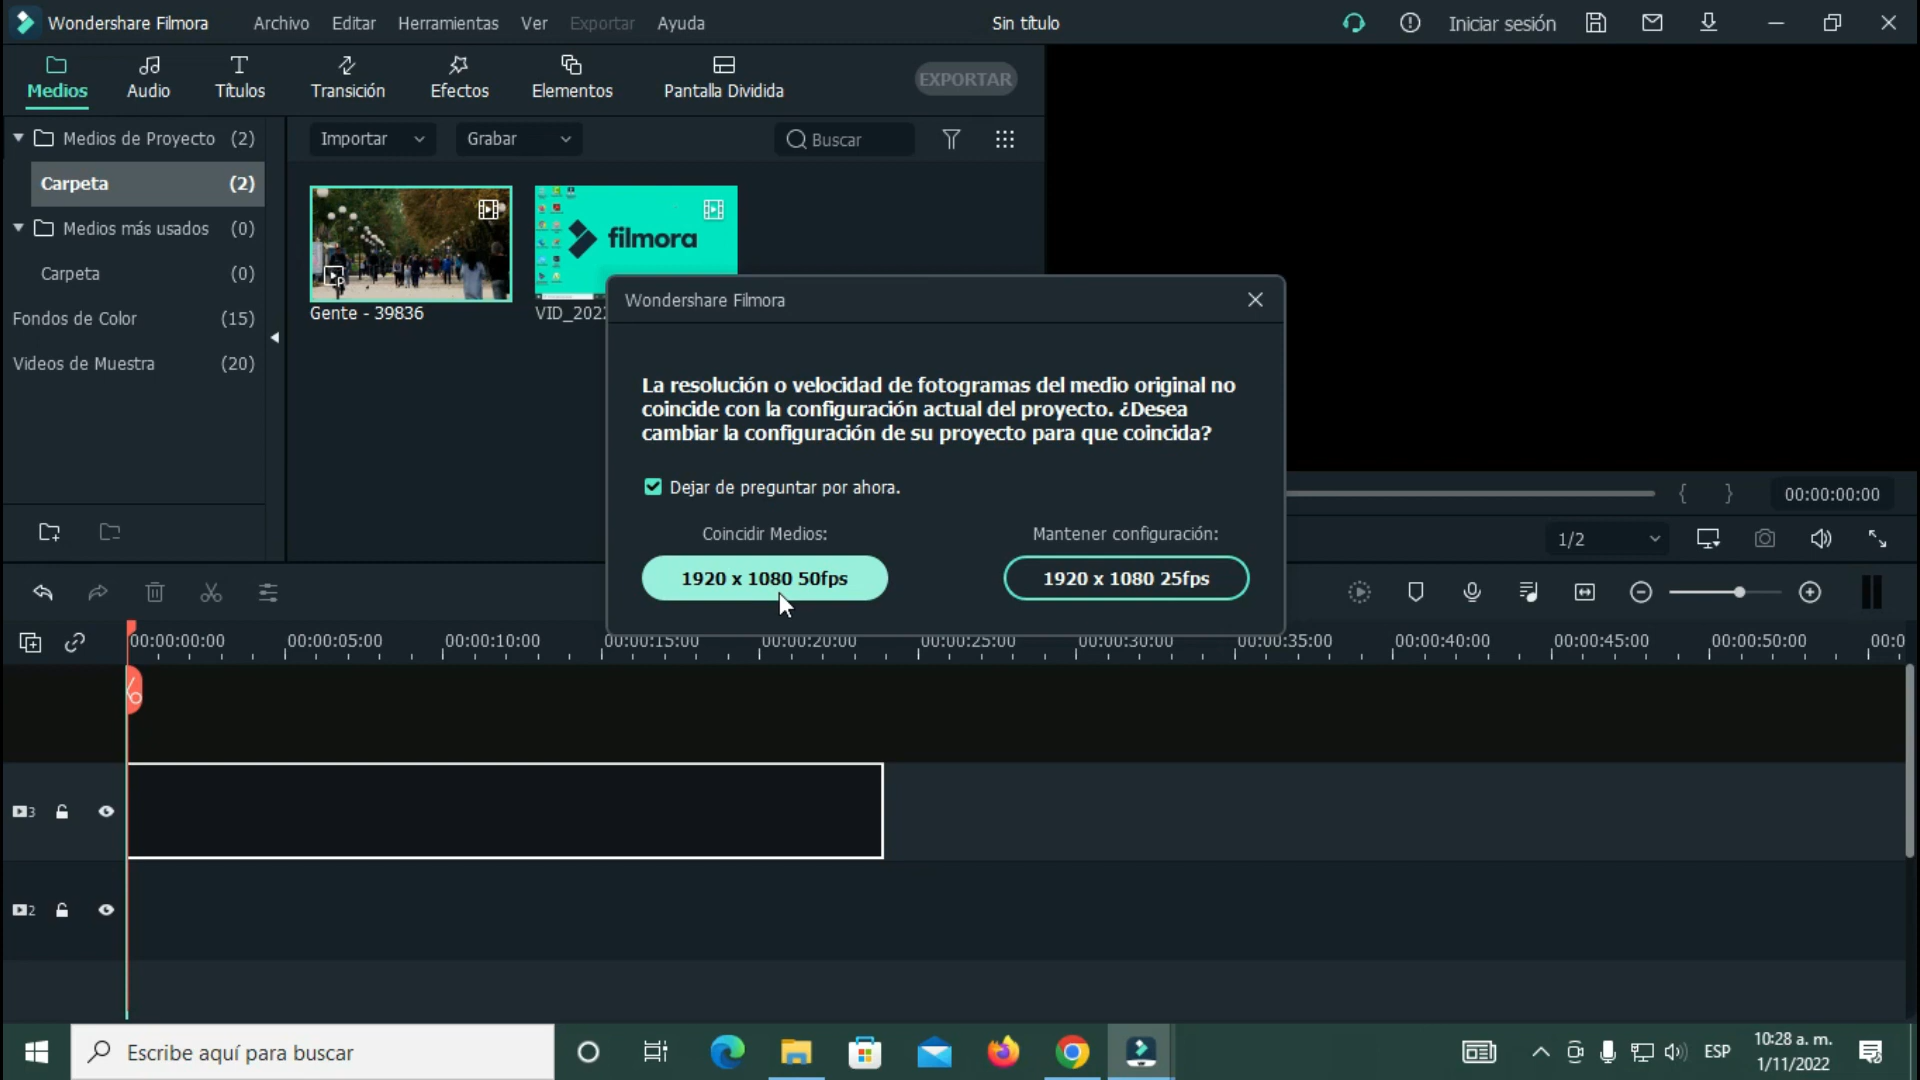 Wondershare Filmora
Archivo
Editar
Herramientas
Ver
Exportar
Ayuda
Sin título
Iniciar sesión
Medios
Audio
Títulos
Transición
Efectos
Elementos
Pantalla Dividida
EXPORTAR
Medios de Proyecto (2)
Importar
Grabar
Buscar
Carpeta (2)
Medios más usados (0)
Carpeta (0)
Fondos de Color (15)
Videos de Muestra (20)
filmora
Gente - 39836
VID_202
Wondershare Filmora
La resolución o velocidad de fotogramas del medio original no
coincide con la configuración actual del proyecto. ¿Desea
cambiar la configuración de su proyecto para que coincida?
Dejar de preguntar por ahora.
Coincidir Medios:
Mantener configuración:
1920 x 1080 50fps
1920 x 1080 25fps
{ }
00:00:00:00
1/2
00:00:00:00
00:00:05:00
00:00:10:00
00:00:15:00
00:00:20:00
00:00:25:00
00:00:30:00
00:00:35:00
00:00:40:00
00:00:45:00
00:00:50:00
00:0
3
2
Escribe aquí para buscar
ESP
10:28 a. m.
1/11/2022